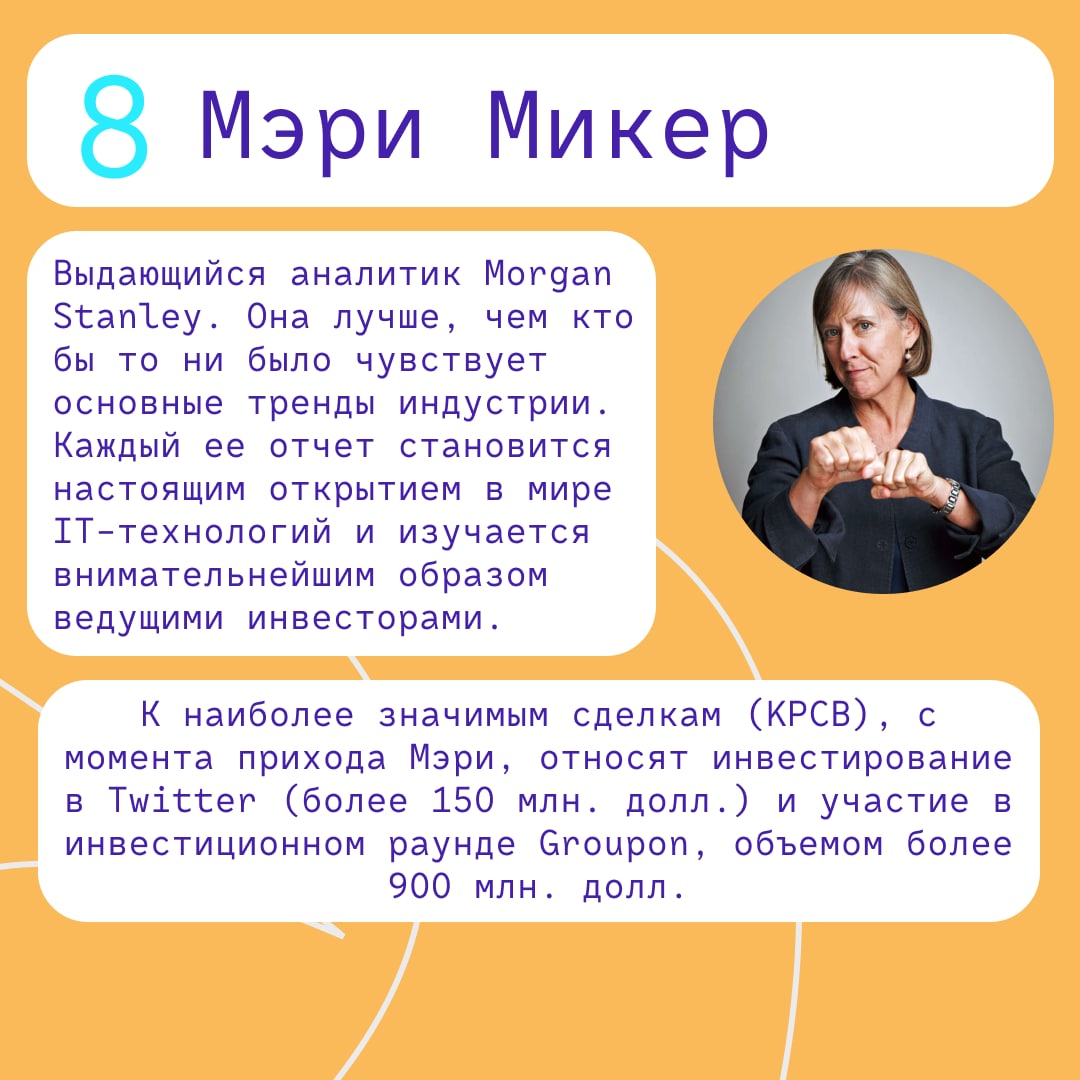 8 Мэри Микер
Выдающийся аналитик Morgan
Stanley. Она лучше, чем кто
бы то ни было чувствует
основные тренды индустрии.
Каждый ее отчет становится
настоящим открытием в мире
IT-технологий и изучается
внимательнейшим образом
ведущими инвесторами.
К наиболее значимым сделкам (KPCB), с
момента прихода Мэри, относят инвестирование
в Twitter (более 150 млн. долл.) и участие в
инвестиционном раунде Groupon, объемом более
900 млн. долл.